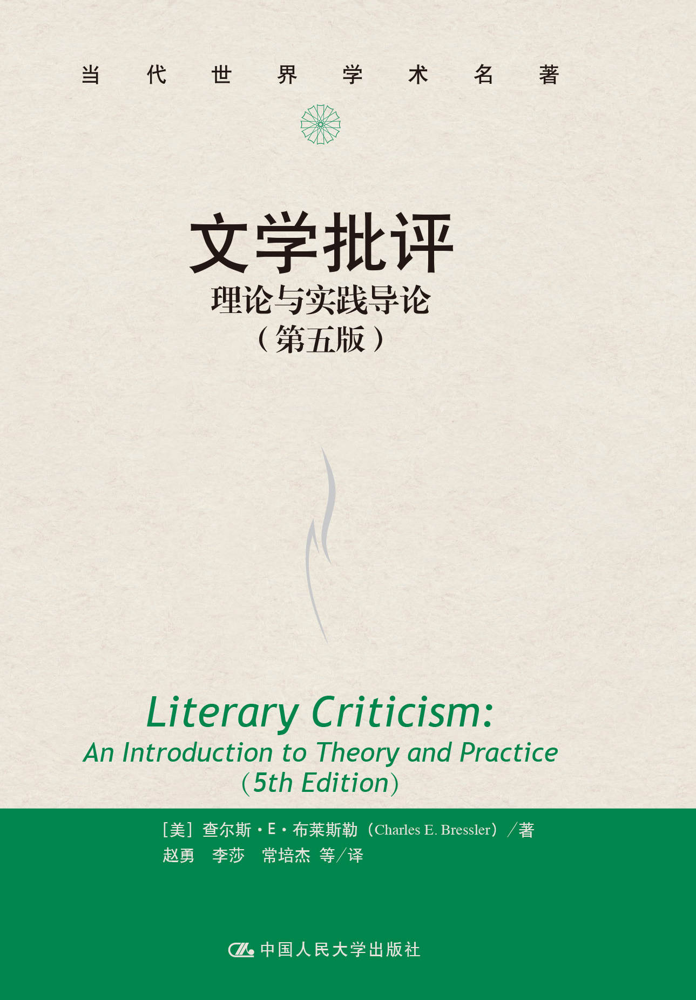 当代世界学术名著
文学批评
理论与实践导论
（第五版）
Literary Criticism:
An Introduction to Theory and Practice
(5th Edition)
［美］查尔斯·E·布莱斯勒（Charles E. Bressler）／著
赵勇　李莎　常培杰 等／译
中国人民大学出版社